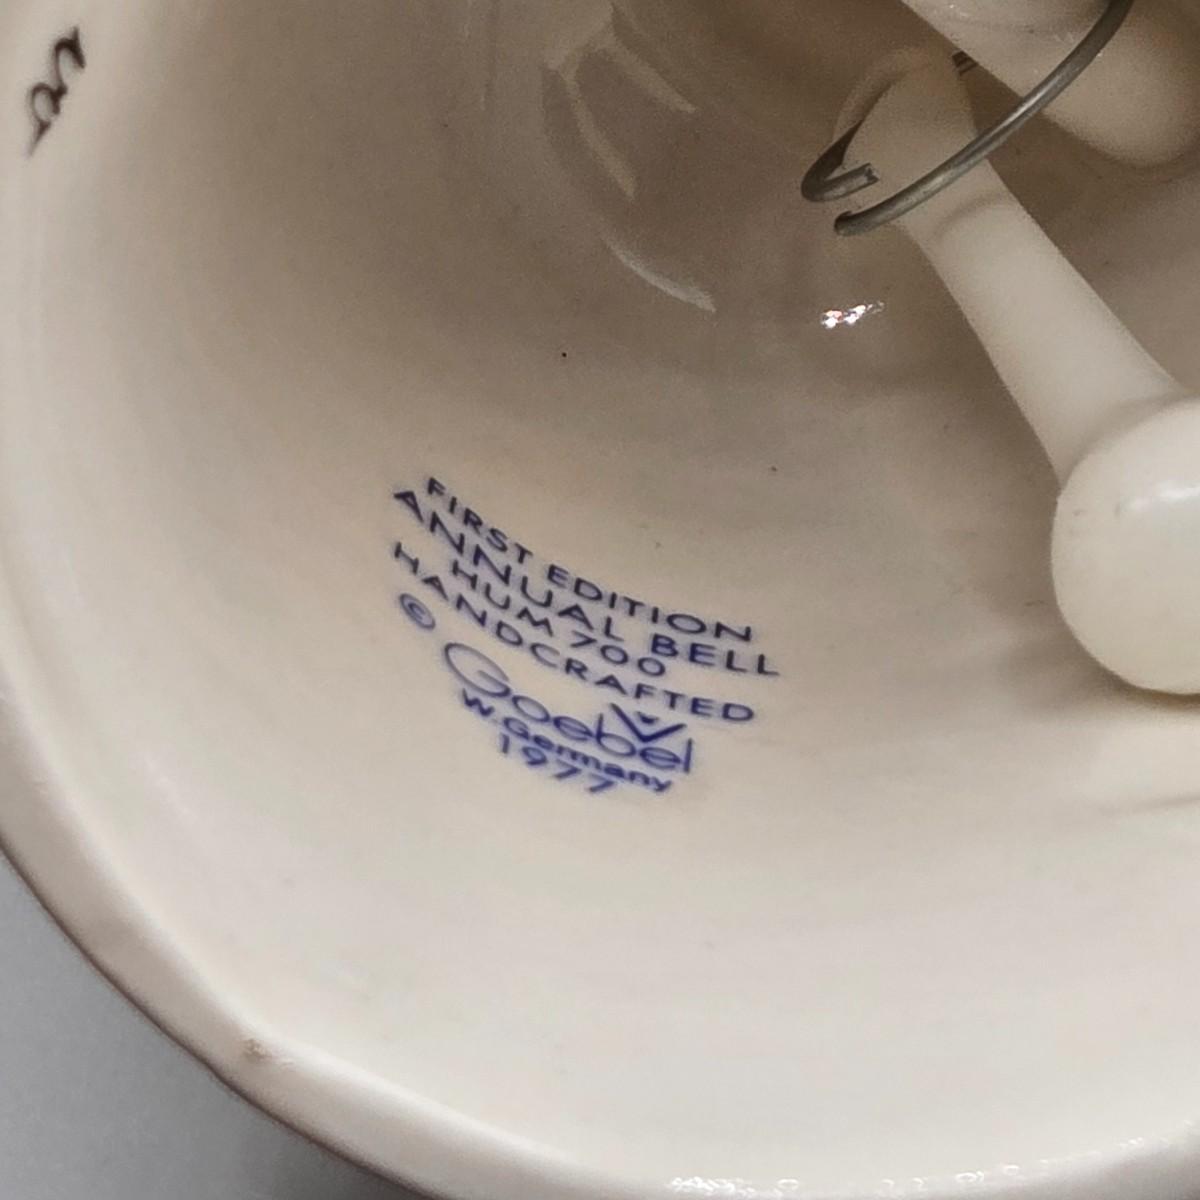 FIRST EDITION
ANNUAL BELL
HUM 700
HANDCRAFTED
© Goebel
W. Germany
1977